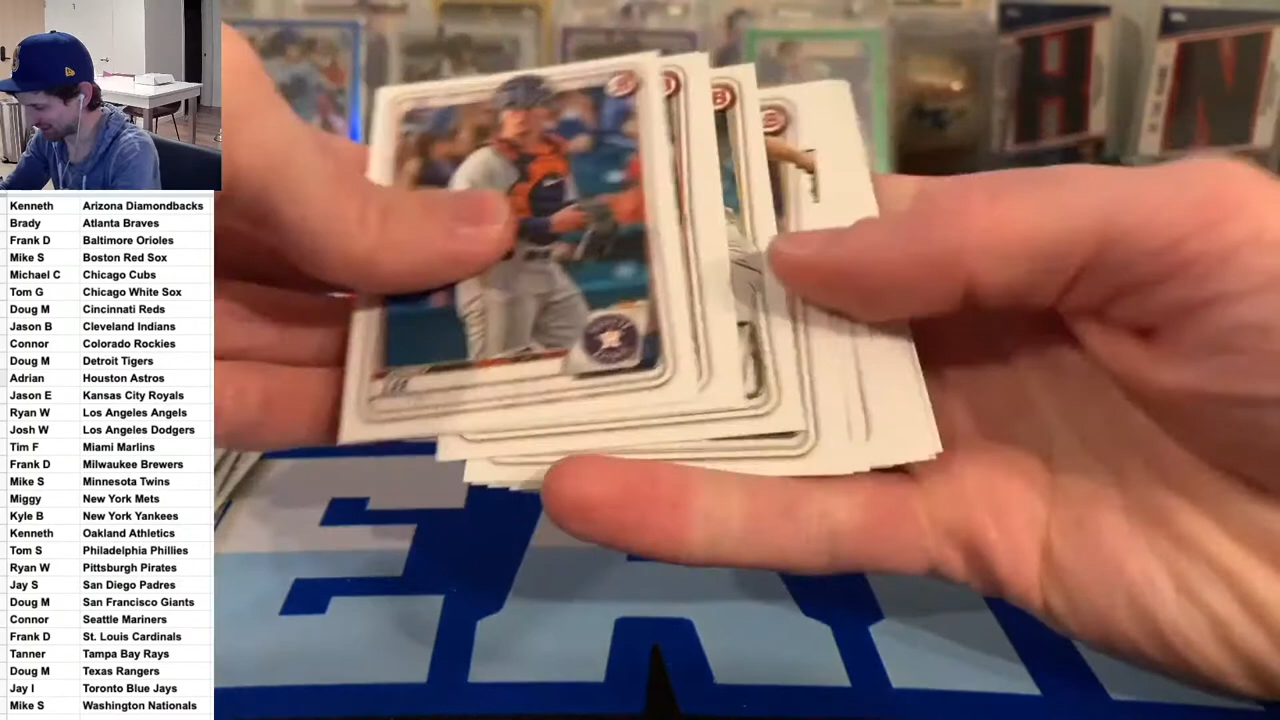 Kenneth Arizona Diamondbacks
Brady Atlanta Braves
Frank D Baltimore Orioles
Mike S Boston Red Sox
Michael C Chicago Cubs
Tom G Chicago White Sox
Doug M Cincinnati Reds
Jason B Cleveland Indians
Connor Colorado Rockies
Doug M Detroit Tigers
Adrian Houston Astros
Jason E Kansas City Royals
Ryan W Los Angeles Angels
Josh W Los Angeles Dodgers
Tim F Miami Marlins
Frank D Milwaukee Brewers
Mike S Minnesota Twins
Miggy New York Mets
Kyle B New York Yankees
Kenneth Oakland Athletics
Tom S Philadelphia Phillies
Ryan W Pittsburgh Pirates
Jay S San Diego Padres
Doug M San Francisco Giants
Connor Seattle Mariners
Frank D St. Louis Cardinals
Tanner Tampa Bay Rays
Doug M Texas Rangers
Jay I Toronto Blue Jays
Mike S Washington Nationals
H N
B